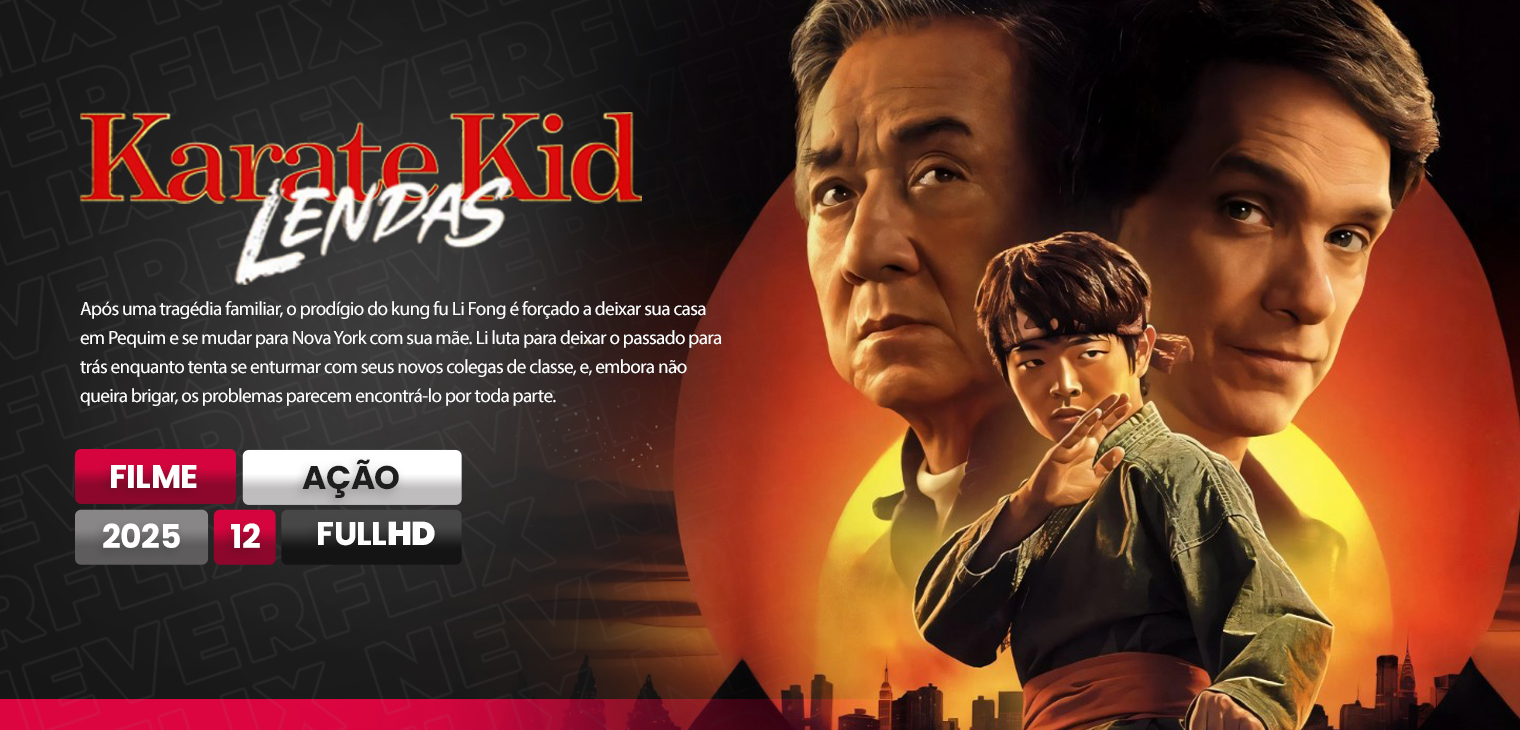 Karate Kid
LENDAS
Após uma tragédia familiar, o prodígio do kung fu Li Fong é forçado a deixar sua casa
em Pequim e se mudar para Nova York com sua mãe. Li luta para deixar o passado para
trás enquanto tenta se enturmar com seus novos colegas de classe, e, embora não
queira brigar, os problemas parecem encontrá-lo por toda parte.
FILME
AÇÃO
2025
12
FULLHD
NEVERFLIX